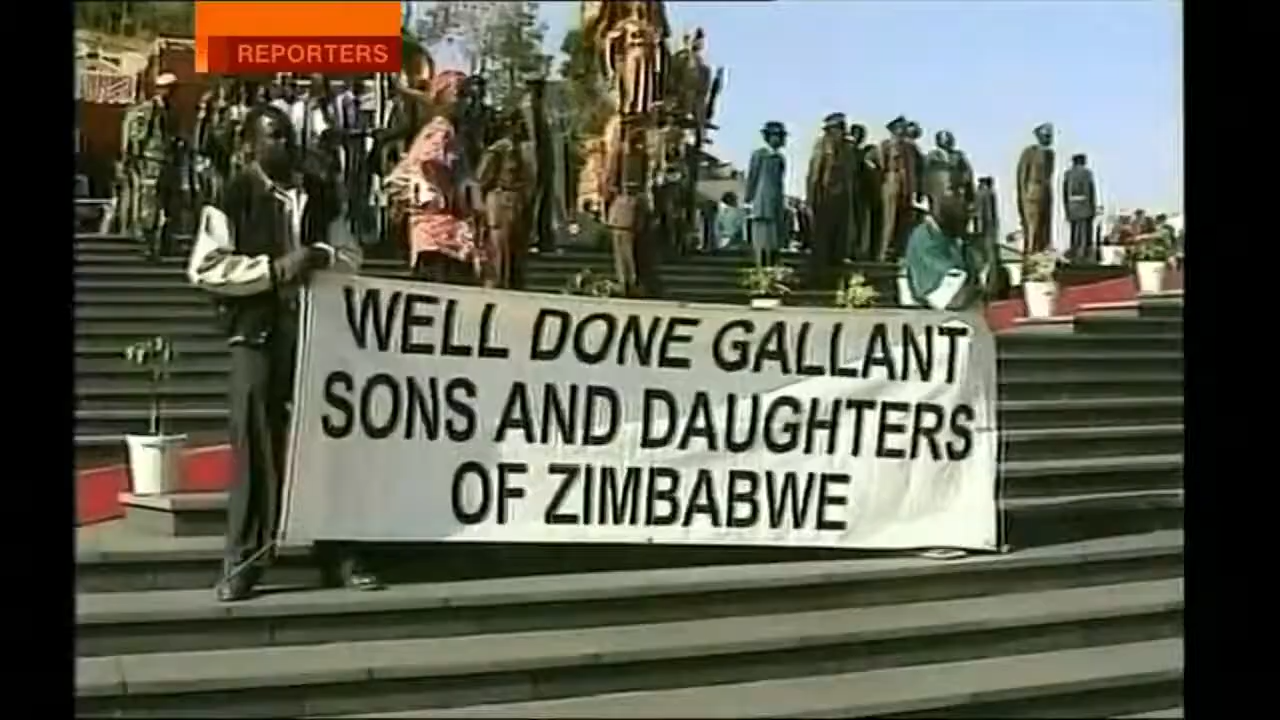 REPORTERS
WELL DONE GALLANT
SONS AND DAUGHTERS
OF ZIMBABWE